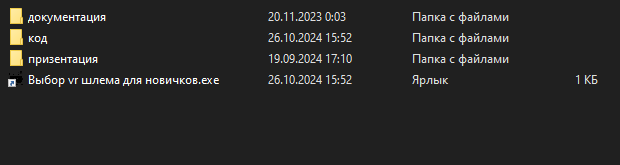 документация 20.11.2023 0:03 Папка с файлами
код 26.10.2024 15:52 Папка с файлами
призентация 19.09.2024 17:10 Папка с файлами
Выбор vr шлема для новичков.exe 26.10.2024 15:52 Ярлык 1 КБ